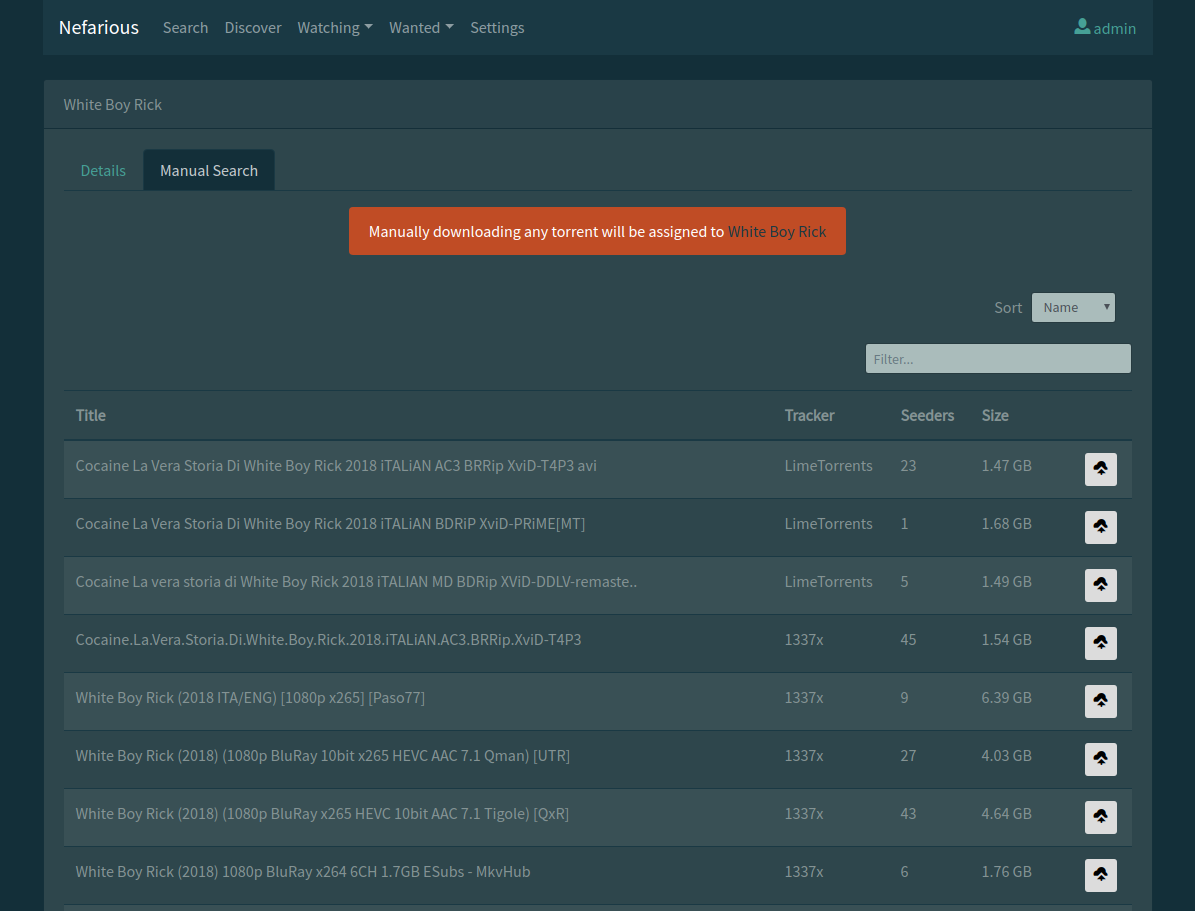 Nefarious Search Discover Watching Wanted Settings admin
White Boy Rick
Details Manual Search
Manually downloading any torrent will be assigned to White Boy Rick
Sort Name
Filter...
Title Tracker Seeders Size
Cocaine La Vera Storia Di White Boy Rick 2018 iTALiAN AC3 BRRip XviD-T4P3 avi LimeTorrents 23 1.47 GB
Cocaine La Vera Storia Di White Boy Rick 2018 iTALiAN BDRiP XviD-PRiME[MT] LimeTorrents 1 1.68 GB
Cocaine La vera storia di White Boy Rick 2018 iTALIAN MD BDRip XViD-DDLV-remaste.. LimeTorrents 5 1.49 GB
Cocaine.La.Vera.Storia.Di.White.Boy.Rick.2018.iTALiAN.AC3.BRRip.XviD-T4P3 1337x 45 1.54 GB
White Boy Rick (2018 ITA/ENG) [1080p x265] [Paso77] 1337x 9 6.39 GB
White Boy Rick (2018) (1080p BluRay 10bit x265 HEVC AAC 7.1 Qman) [UTR] 1337x 27 4.03 GB
White Boy Rick (2018) (1080p BluRay x265 HEVC 10bit AAC 7.1 Tigole) [QxR] 1337x 43 4.64 GB
White Boy Rick (2018) 1080p BluRay x264 6CH 1.7GB ESubs - MkvHub 1337x 6 1.76 GB